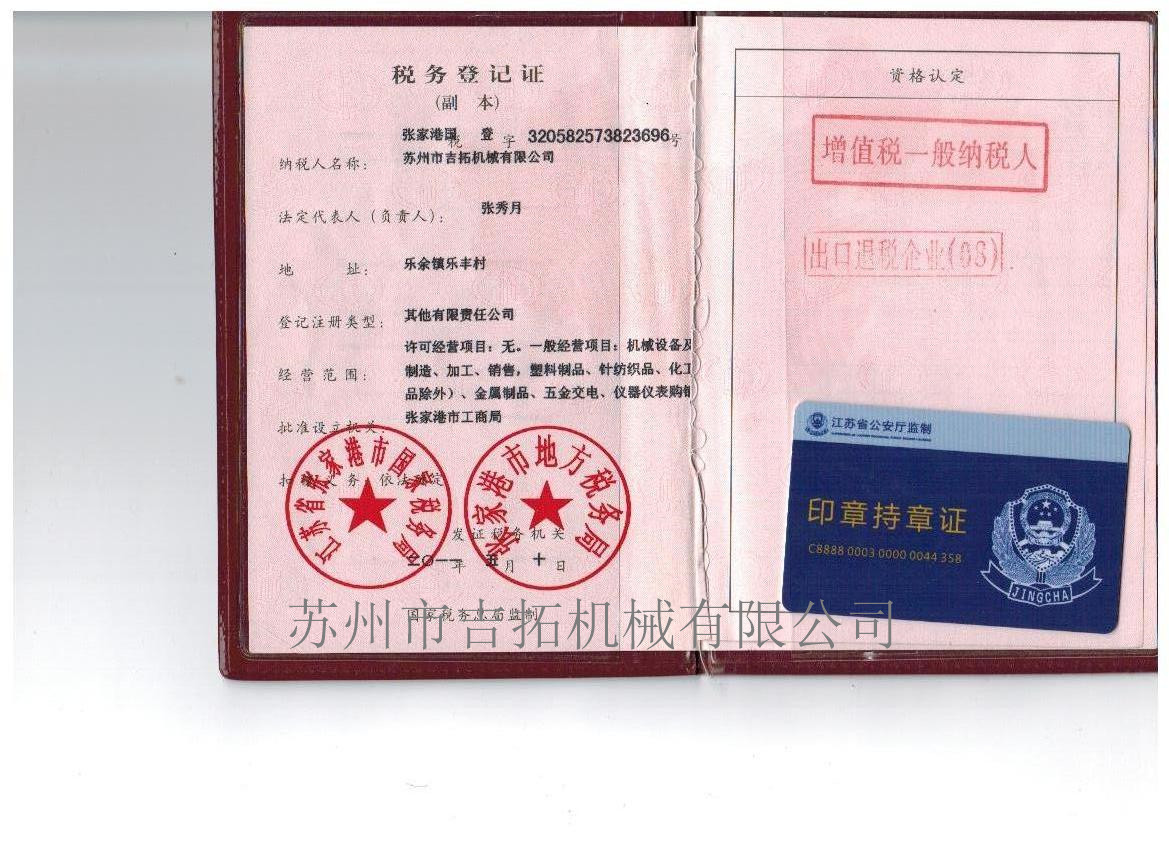 税务登记证
(副 本)
张家港国 登
税 字 320582573823696号
纳税人名称: 苏州市吉拓机械有限公司
法定代表人（负责人）: 张秀月
地 址: 乐余镇乐丰村
登记注册类型: 其他有限责任公司
许可经营项目：无。一般经营项目：机械设备及
经营范围: 制造、加工、销售，塑料制品、针纺织品、化工
品除外）、金属制品、五金交电、仪器仪表购销
批准设立机关: 张家港市工商局
扣缴义务: 依法确定
江苏省张家港市国家税务局
张家港市地方税务局
发证税务机关
二〇一一年 五月 十日
国家税务总局监制
苏州市吉拓机械有限公司
资格认定
增值税一般纳税人
出口退税企业(03)
江苏省公安厅监制
印章持章证
C8888 0003 0000 0044 358
JINGCHA